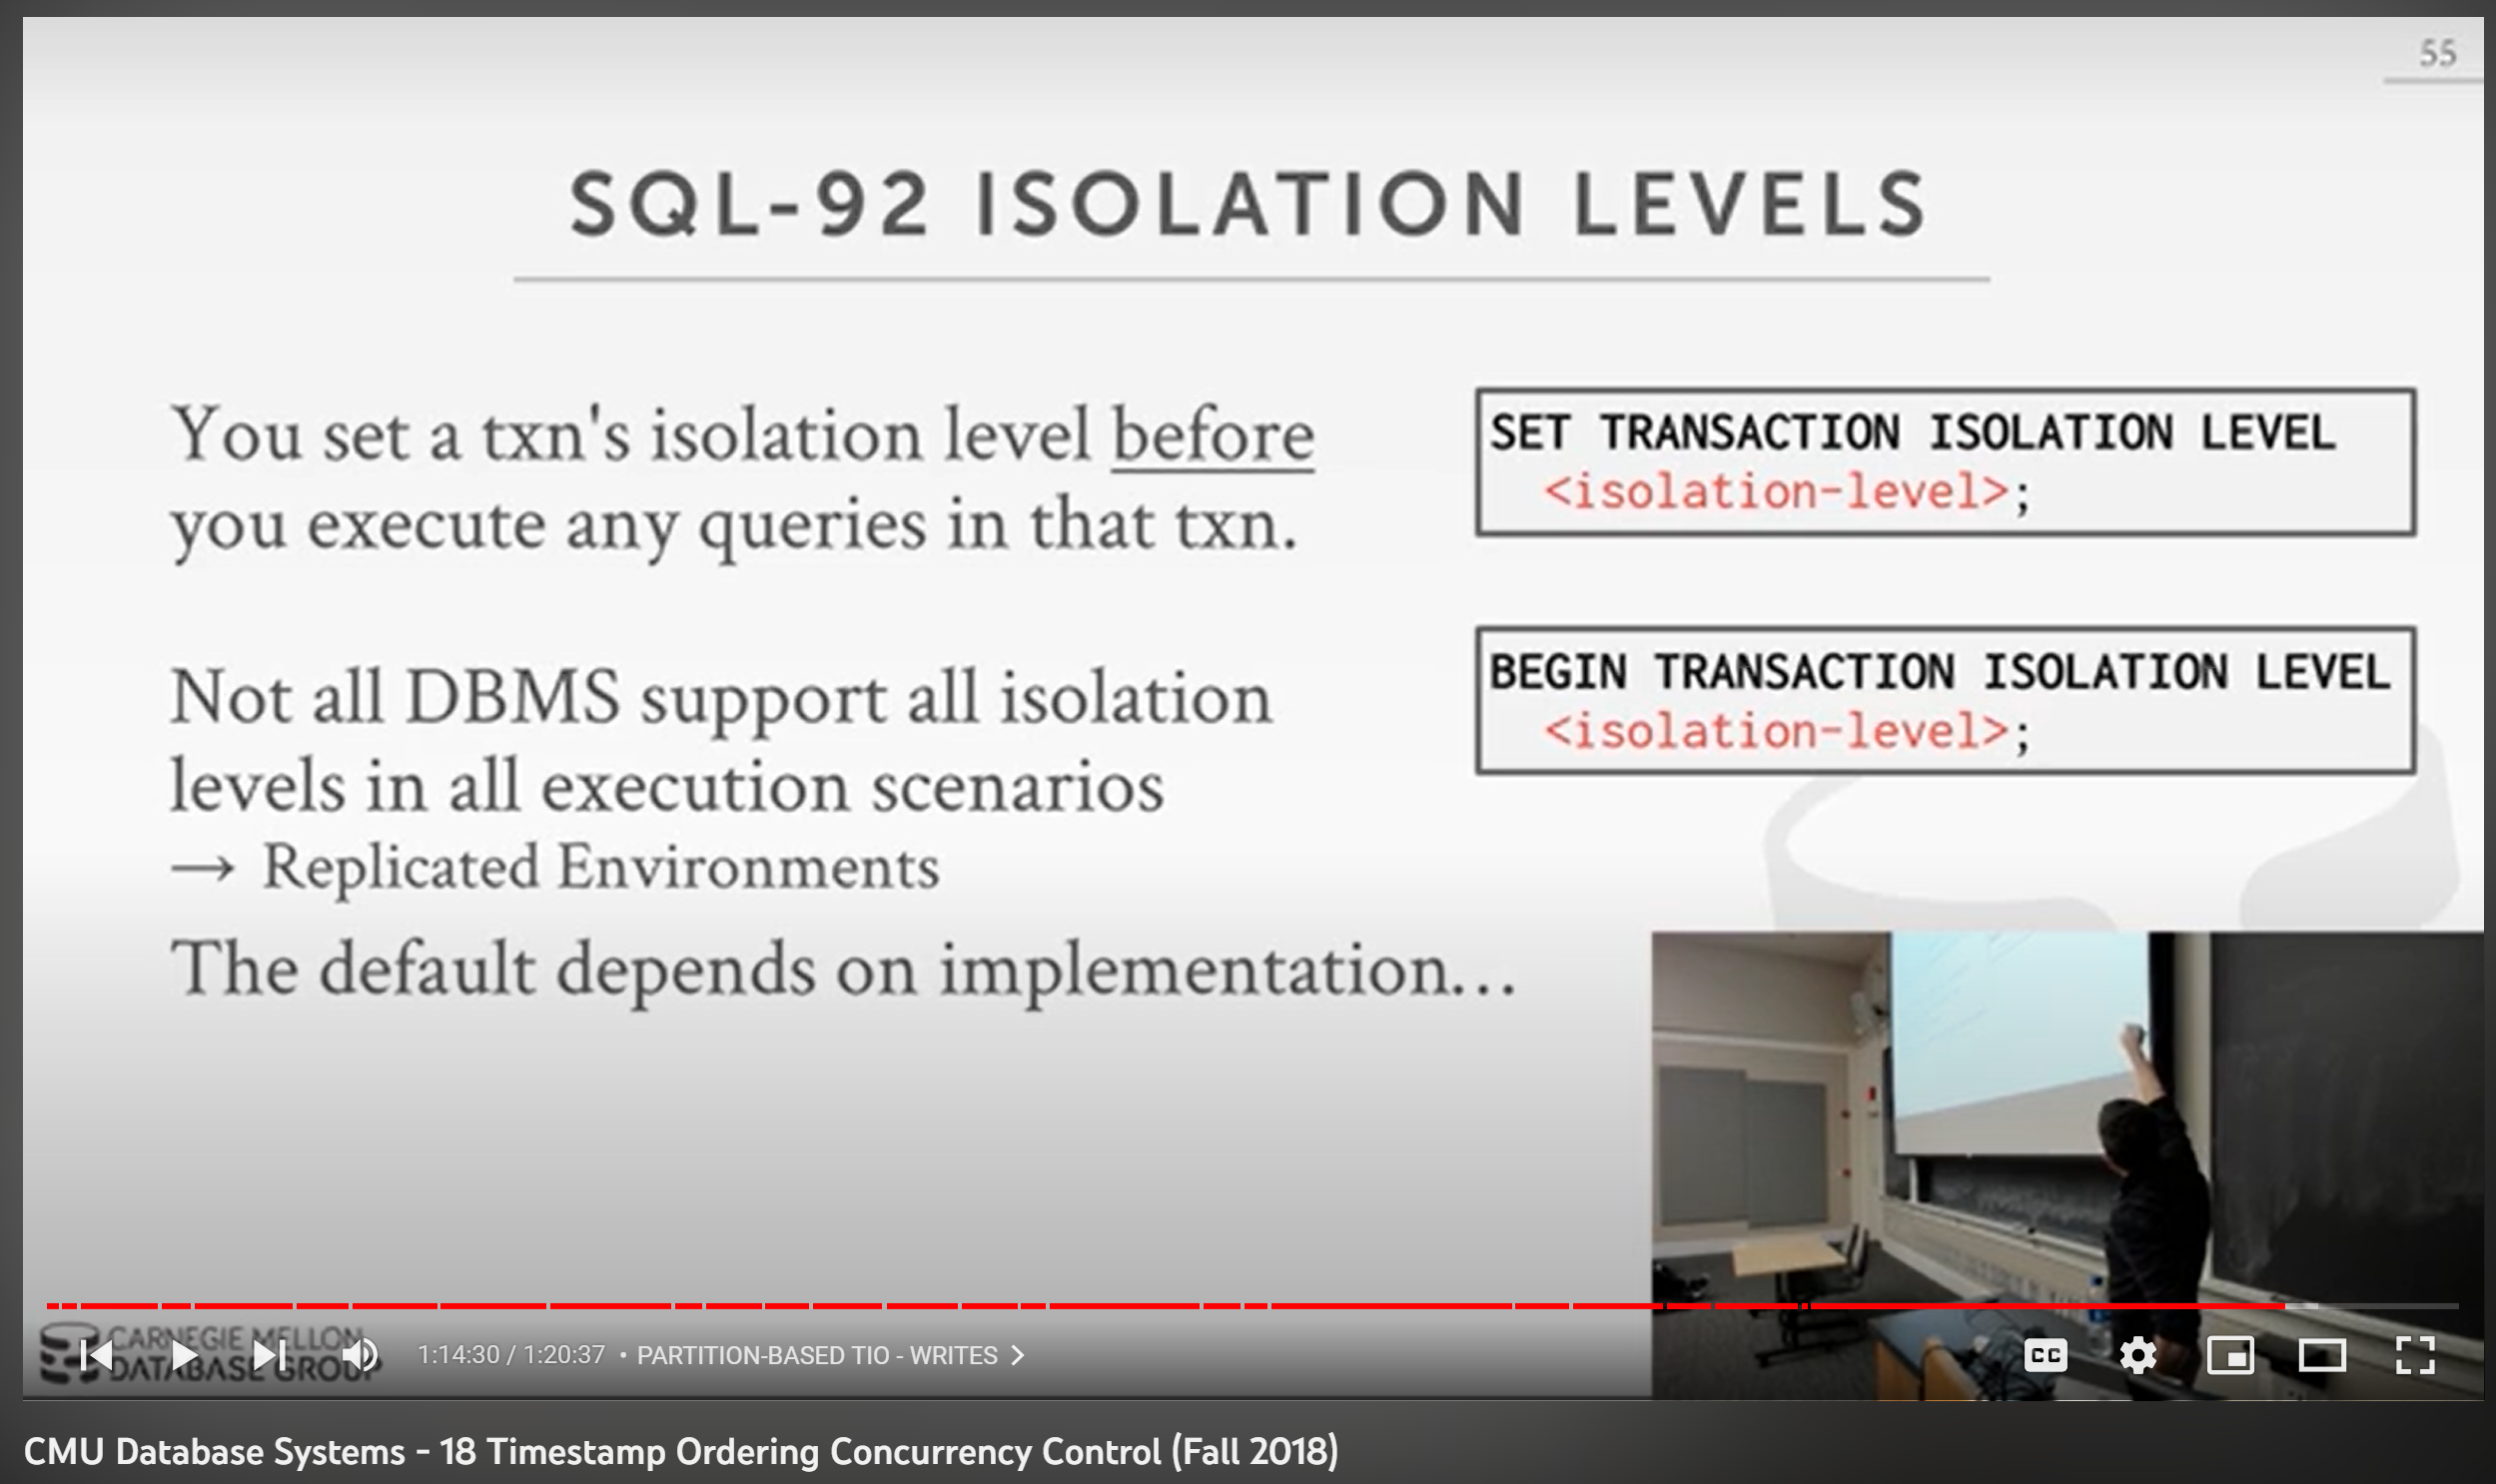 55
SQL-92 ISOLATION LEVELS
You set a txn's isolation level before
you execute any queries in that txn.
SET TRANSACTION ISOLATION LEVEL
<isolation-level>;
BEGIN TRANSACTION ISOLATION LEVEL
<isolation-level>;
Not all DBMS support all isolation
levels in all execution scenarios
→ Replicated Environments
The default depends on implementation...
CARNEGIE MELLON
DATABASE GROUP
1:14:30 / 1:20:37 • PARTITION-BASED TIO - WRITES >
CC
CMU Database Systems - 18 Timestamp Ordering Concurrency Control (Fall 2018)